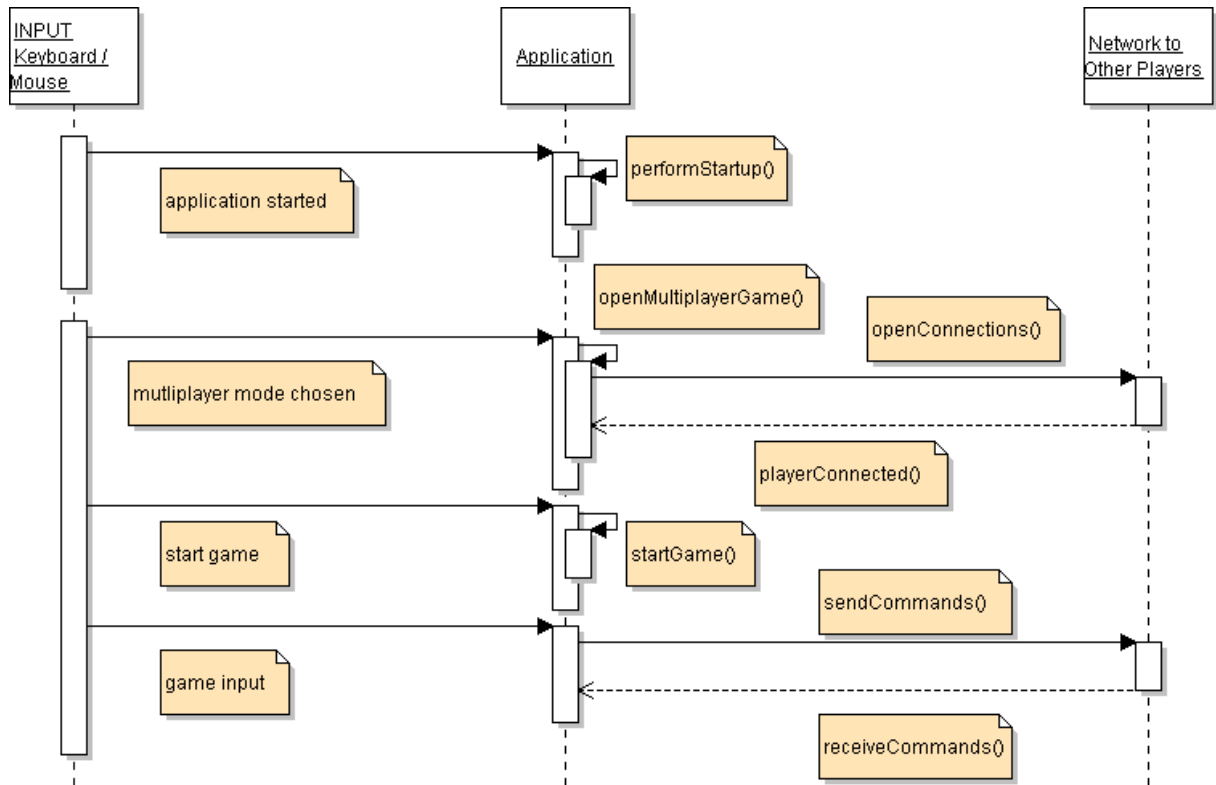 INPUT
Keyboard /
Mouse
Application
Network to
Other Players
performStartup()
application started
openMultiplayerGame()
openConnections()
mutliplayer mode chosen
playerConnected()
start game
startGame()
sendCommands()
game input
receiveCommands()